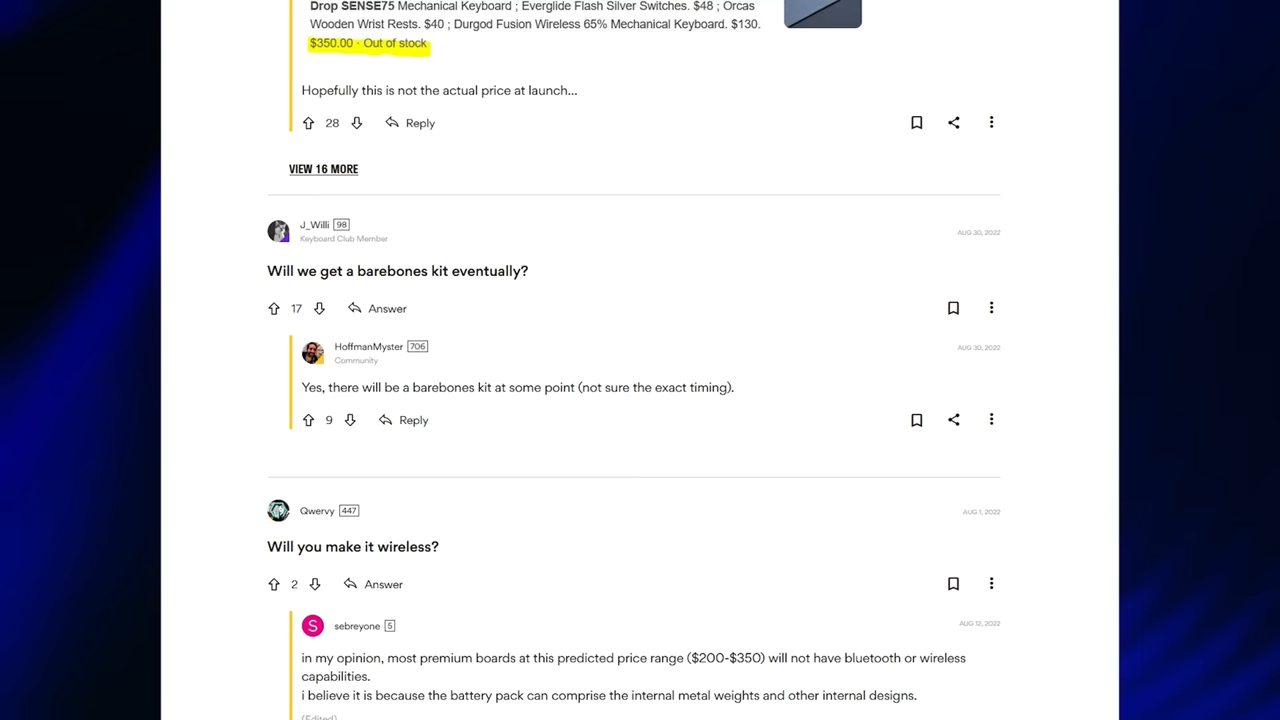 Drop SENSE75 Mechanical Keyboard ; Everglide Flash Silver Switches. $48 ; Orcas
Wooden Wrist Rests. $40 ; Durgod Fusion Wireless 65% Mechanical Keyboard. $130.
$350.00 · Out of stock
Hopefully this is not the actual price at launch...
28 Reply
VIEW 16 MORE
J_Willi 98
Keyboard Club Member
AUG 30, 2022
Will we get a barebones kit eventually?
17 Answer
HoffmanMyster 706
Community
AUG 30, 2022
Yes, there will be a barebones kit at some point (not sure the exact timing).
9 Reply
Qwervy 447
AUG 1, 2022
Will you make it wireless?
2 Answer
S
sebreyone 5
AUG 12, 2022
in my opinion, most premium boards at this predicted price range ($200-$350) will not have bluetooth or wireless
capabilities.
i believe it is because the battery pack can comprise the internal metal weights and other internal designs.
(Edited)